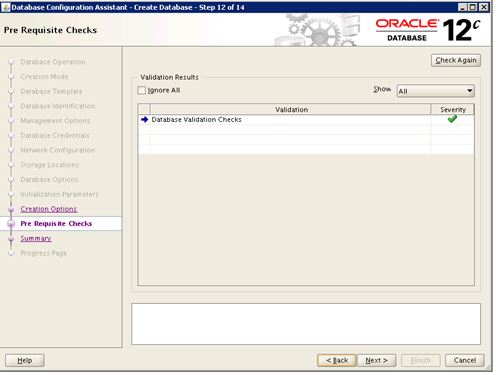 Database Configuration Assistant - Create Database - Step 12 of 14
Pre Requisite Checks
ORACLE 12c
DATABASE
Database Operation
Creation Mode
Database Template
Database Identification
Management Options
Database Credentials
Network Configuration
Storage Locations
Database Options
Initialization Parameters
Creation Options
Pre Requisite Checks
Summary
Progress Page
Check Again
Validation Results
Ignore All
Show All
Validation Severity
Database Validation Checks
Help
< Back Next > Finish Cancel